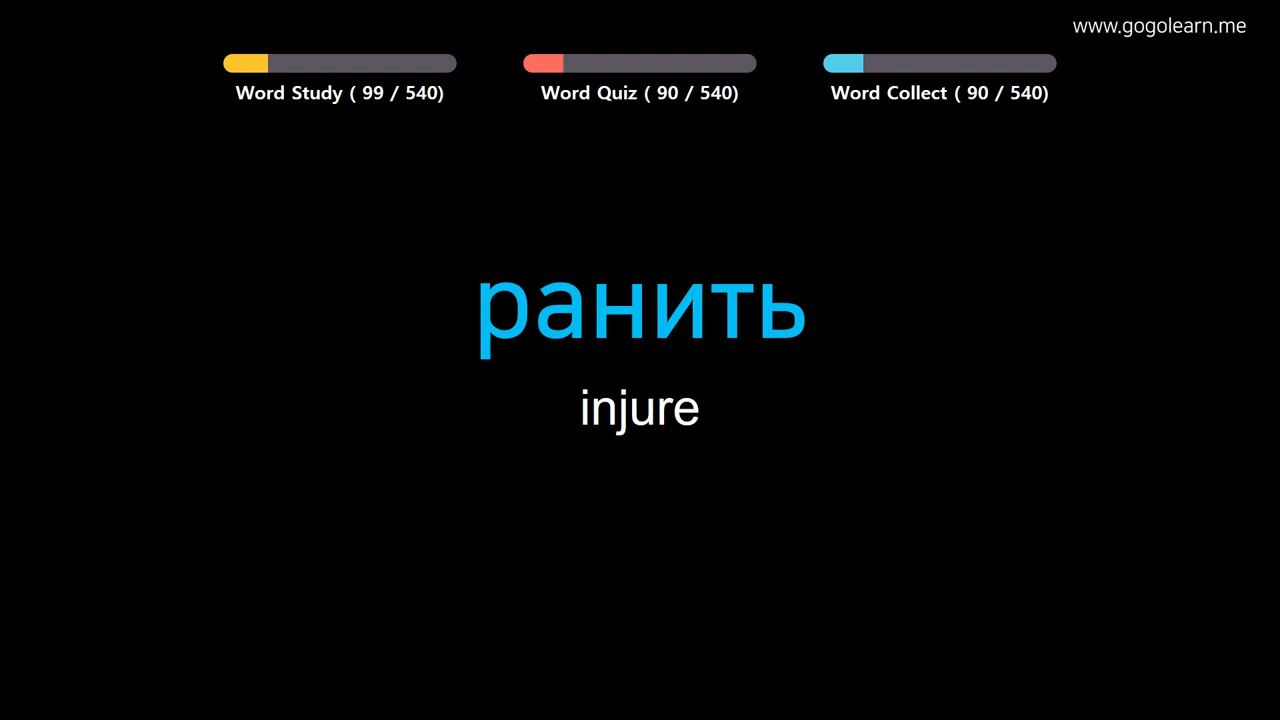 www.gogolearn.me
Word Study ( 99 / 540)
Word Quiz ( 90 / 540)
Word Collect ( 90 / 540)
ранить
injure